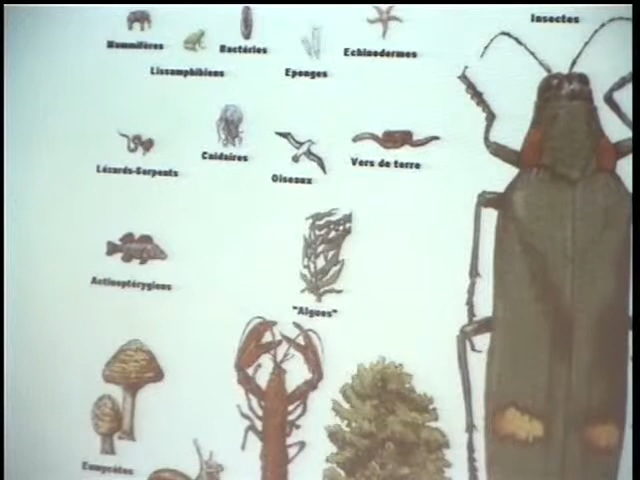 Insectes
Mammifères
Bactéries
Echinodermes
Lissamphibiens
Eponges
Cnidaires
Lézards-Serpents
Oiseaux
Vers de terre
Actinoptérygiens
"Algues"
Eumycètes